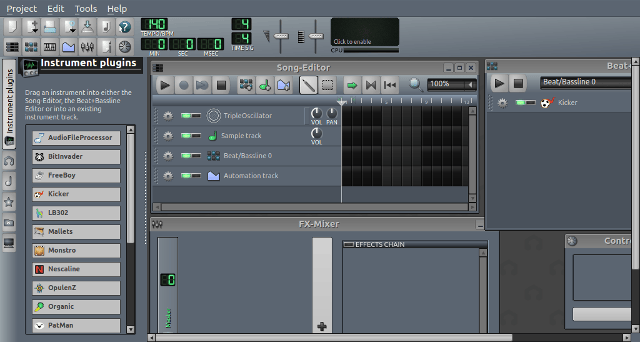 Project Edit Tools Help
140
TEMPO/BPM
4
4
TIME SIG
0 0 0
MIN SEC MSEC
Click to enable
CPU
Instrument plugins
Instrument plugins
Drag an instrument into either the
Song-Editor, the Beat+Bassline
Editor or into an existing
instrument track.
AudioFileProcessor
BitInvader
FreeBoy
Kicker
LB302
Mallets
Monstro
Nescaline
OpulenZ
Organic
PatMan
Song-Editor
100%
TripleOscillator
VOL PAN
Sample track
VOL
Beat/Bassline 0
Automation track
Beat-
Beat/Bassline 0
Kicker
FX-Mixer
0
EFFECTS CHAIN
Contro